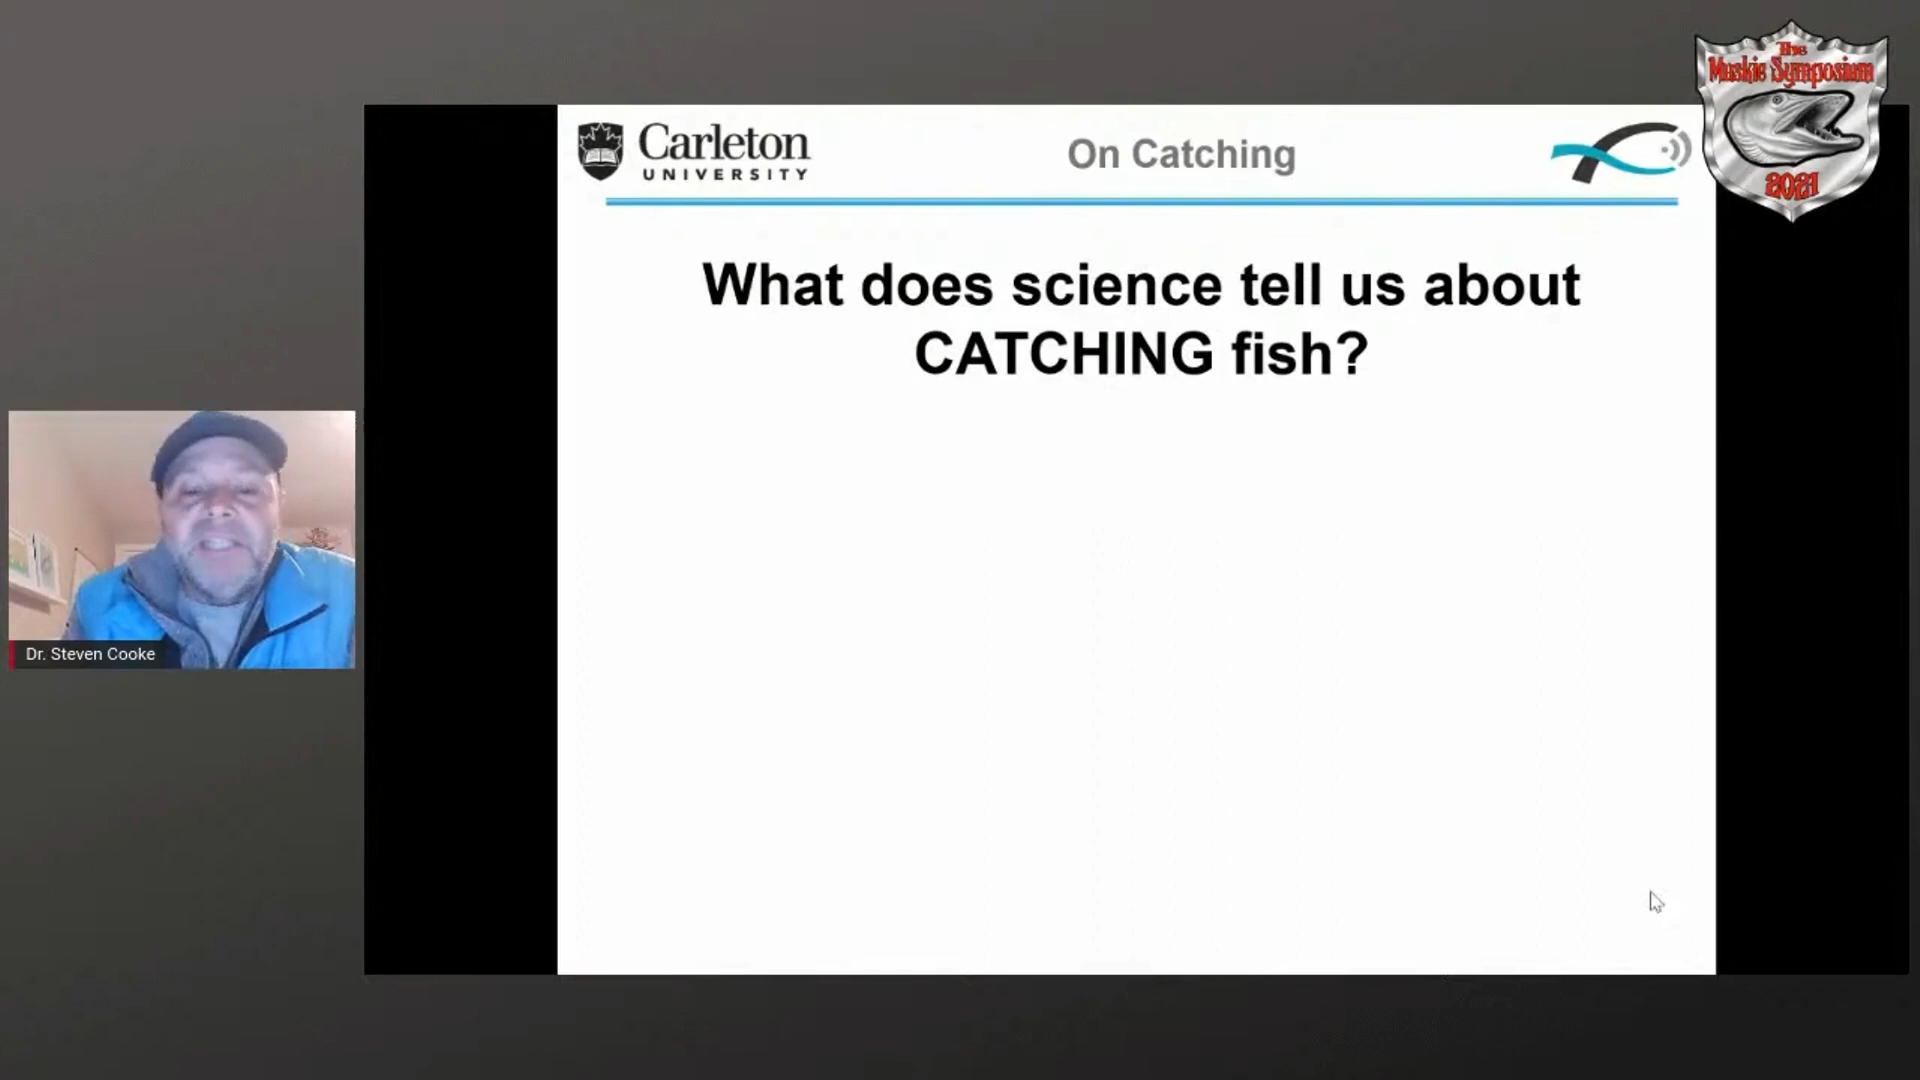 The
Muskie Symposium
2021
Carleton
UNIVERSITY
On Catching
What does science tell us about
CATCHING fish?
Dr. Steven Cooke